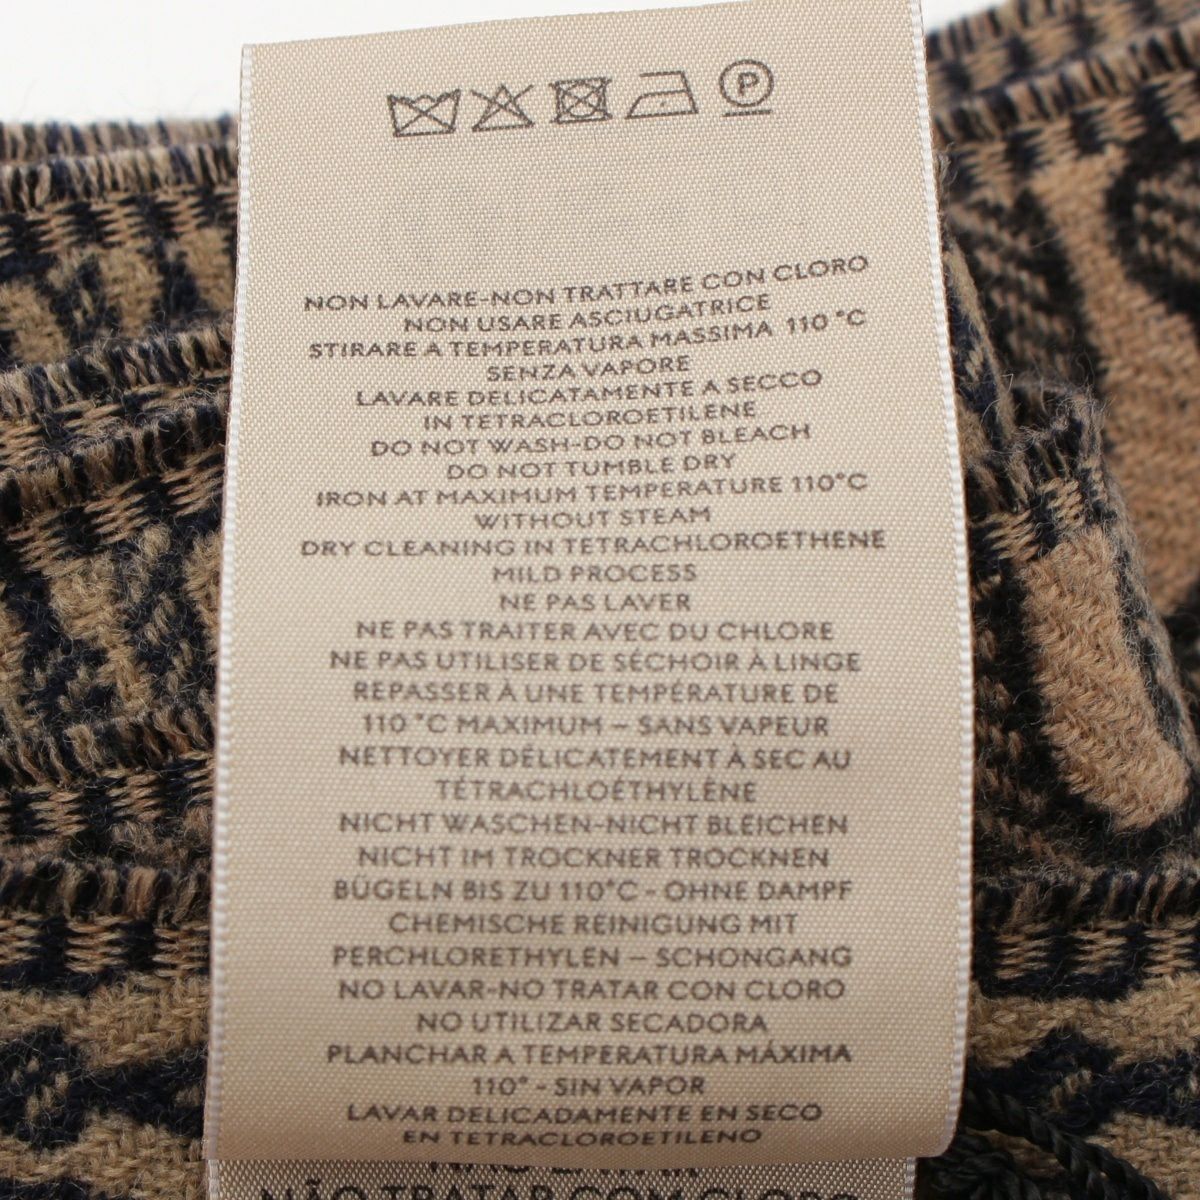 P
NON LAVARE-NON TRATTARE CON CLORO
NON USARE ASCIUGATRICE
STIRARE A TEMPERATURA MASSIMA 110 °C
SENZA VAPORE
LAVARE DELICATAMENTE A SECCO
IN TETRACLOROETILENE
DO NOT WASH-DO NOT BLEACH
DO NOT TUMBLE DRY
IRON AT MAXIMUM TEMPERATURE 110°C
WITHOUT STEAM
DRY CLEANING IN TETRACHLOROETHENE
MILD PROCESS
NE PAS LAVER
NE PAS TRAITER AVEC DU CHLORE
NE PAS UTILISER DE SÉCHOIR À LINGE
REPASSER À UNE TEMPÉRATURE DE
110 °C MAXIMUM – SANS VAPEUR
NETTOYER DÉLICATEMENT À SEC AU
TÉTRACHLOÉTHYLÈNE
NICHT WASCHEN-NICHT BLEICHEN
NICHT IM TROCKNER TROCKNEN
BÜGELN BIS ZU 110°C - OHNE DAMPF
CHEMISCHE REINIGUNG MIT
PERCHLORETHYLEN – SCHONGANG
NO LAVAR-NO TRATAR CON CLORO
NO UTILIZAR SECADORA
PLANCHAR A TEMPERATURA MÁXIMA
110° - SIN VAPOR
LAVAR DELICADAMENTE EN SECO
EN TETRACLOROETILENO
NÃO TRATAR COM CLORO